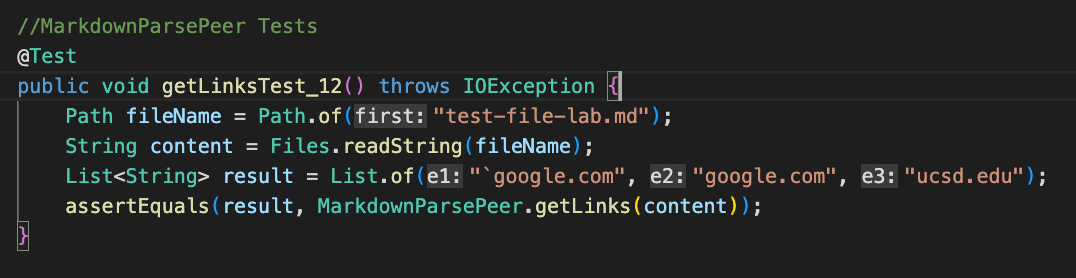 //MarkdownParsePeer Tests
@Test
public void getLinksTest_12() throws IOException {
    Path fileName = Path.of(first: "test-file-lab.md");
    String content = Files.readString(fileName);
    List<String> result = List.of(e1: "`google.com", e2: "google.com", e3: "ucsd.edu");
    assertEquals(result, MarkdownParsePeer.getLinks(content));
}